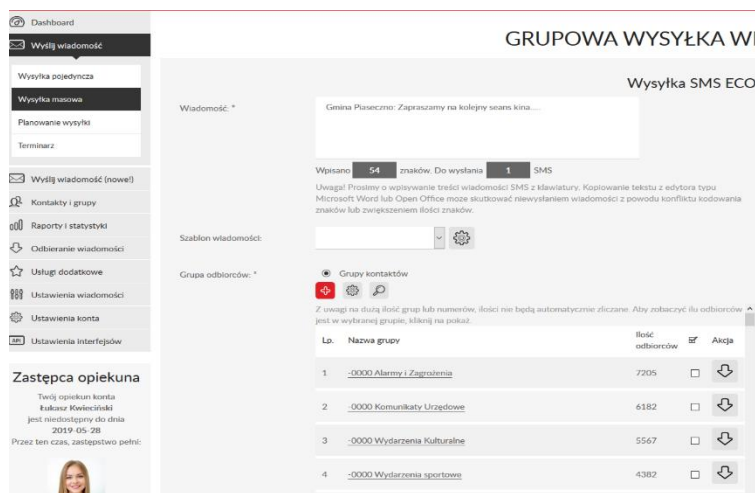 Dashboard
Wyślij wiadomość
Wysyłka pojedyncza
Wysyłka masowa
Planowanie wysyłki
Terminarz
Wyślij wiadomość (nowe!)
Kontakty i grupy
Raporty i statystyki
Odbieranie wiadomości
Usługi dodatkowe
Ustawienia wiadomości
Ustawienia konta
API Ustawienia interfejsów
Zastępca opiekuna
Twój opiekun konta
Łukasz Kwieciński
jest niedostępny do dnia
2019-05-28
Przez ten czas, zastępstwo pełni:
GRUPOWA WYSYŁKA WI
Wysyłka SMS ECO
Wiadomość: *
Gmina Piaseczno: Zapraszamy na kolejny seans kina.....
Wpisano 54 znaków. Do wysłania 1 SMS
Uwaga! Prosimy o wpisywanie treści wiadomości SMS z klawiatury. Kopiowanie tekstu z edytora typu
Microsoft Word lub Open Office może skutkować niewysłaniem wiadomości z powodu konfliktu kodowania
znaków lub zwiększeniem ilości znaków.
Szablon wiadomości:
Grupa odbiorców: *
Grupy kontaktów
Z uwagi na dużą ilość grup lub numerów, ilości nie będą automatycznie zliczane. Aby zobaczyć ilu odbiorców
jest w wybranej grupie, kliknij na pokaż.
Lp. Nazwa grupy Ilość odbiorców Akcja
1 -0000 Alarmy i Zagrożenia 7205
2 -0000 Komunikaty Urzędowe 6182
3 -0000 Wydarzenia Kulturalne 5567
4 -0000 Wydarzenia sportowe 4382